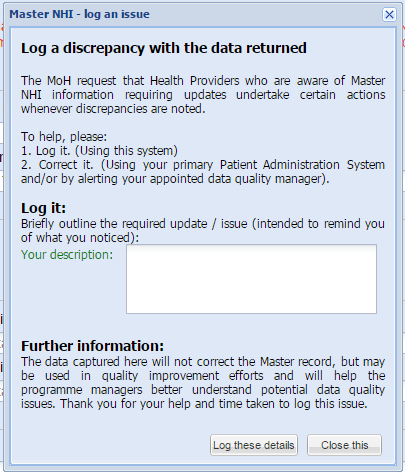 Master NHI - log an issue
Log a discrepancy with the data returned
The MoH request that Health Providers who are aware of Master
NHI information requiring updates undertake certain actions
whenever discrepancies are noted.
To help, please:
1. Log it. (Using this system)
2. Correct it. (Using your primary Patient Administration System
and/or by alerting your appointed data quality manager).
Log it:
Briefly outline the required update / issue (intended to remind you
of what you noticed):
Your description:
Further information:
The data captured here will not correct the Master record, but may
be used in quality improvement efforts and will help the
programme managers better understand potential data quality
issues. Thank you for your help and time taken to log this issue.
Log these details
Close this